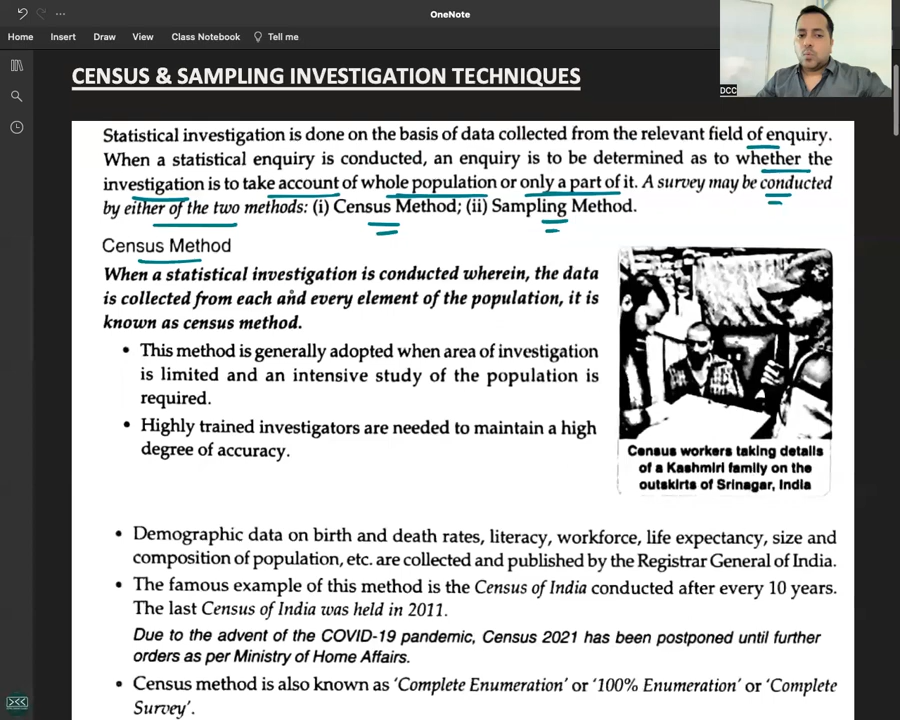 OneNote
Home Insert Draw View Class Notebook Tell me
DCC
CENSUS & SAMPLING INVESTIGATION TECHNIQUES
Statistical investigation is done on the basis of data collected from the relevant field of enquiry.
When a statistical enquiry is conducted, an enquiry is to be determined as to whether the
investigation is to take account of whole population or only a part of it. A survey may be conducted
by either of the two methods: (i) Census Method; (ii) Sampling Method.
Census Method
When a statistical investigation is conducted wherein, the data
is collected from each and every element of the population, it is
known as census method.
• This method is generally adopted when area of investigation
is limited and an intensive study of the population is
required.
• Highly trained investigators are needed to maintain a high
degree of accuracy.
Census workers taking details
of a Kashmiri family on the
outskirts of Srinagar, India
• Demographic data on birth and death rates, literacy, workforce, life expectancy, size and
composition of population, etc. are collected and published by the Registrar General of India.
• The famous example of this method is the Census of India conducted after every 10 years.
The last Census of India was held in 2011.
Due to the advent of the COVID-19 pandemic, Census 2021 has been postponed until further
orders as per Ministry of Home Affairs.
• Census method is also known as 'Complete Enumeration' or '100% Enumeration' or 'Complete
Survey'.